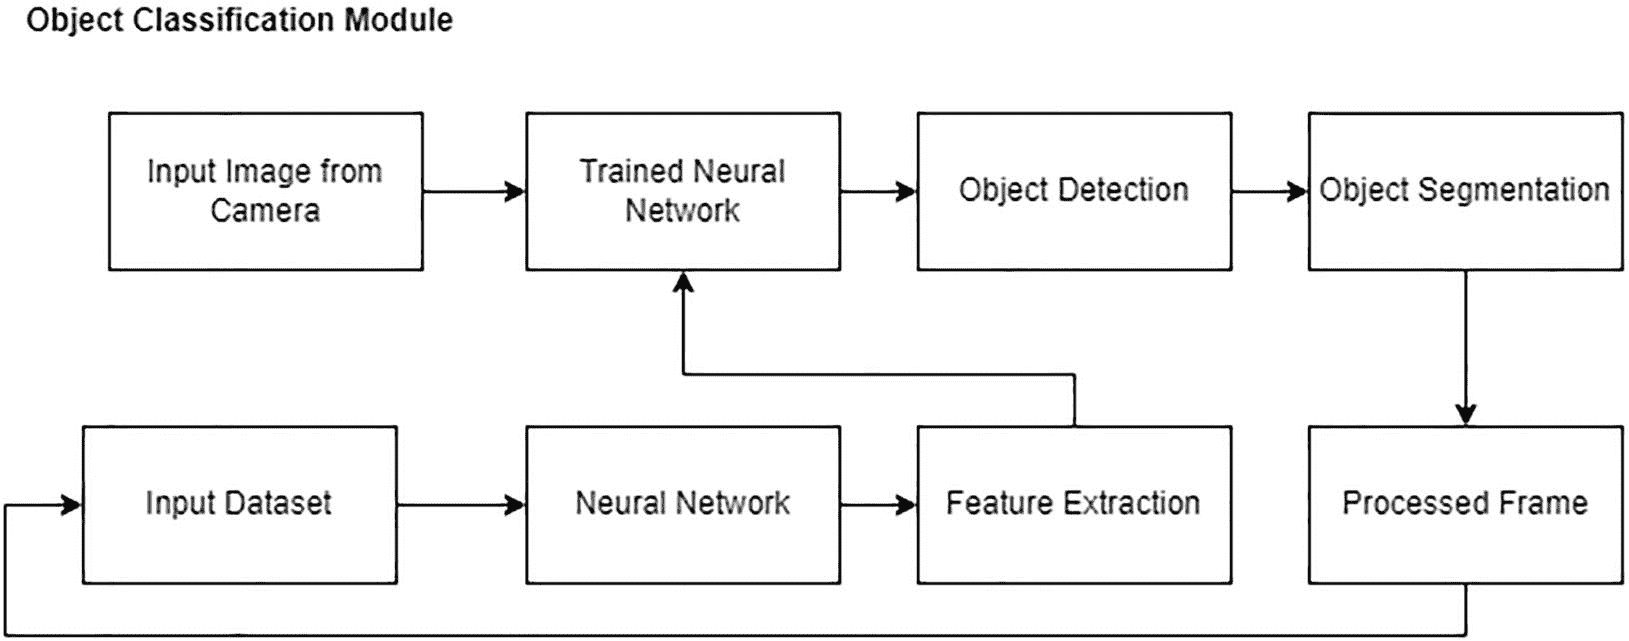 Object Classification Module
Input Image from
Camera
Trained Neural
Network
Object Detection
Object Segmentation
Input Dataset
Neural Network
Feature Extraction
Processed Frame